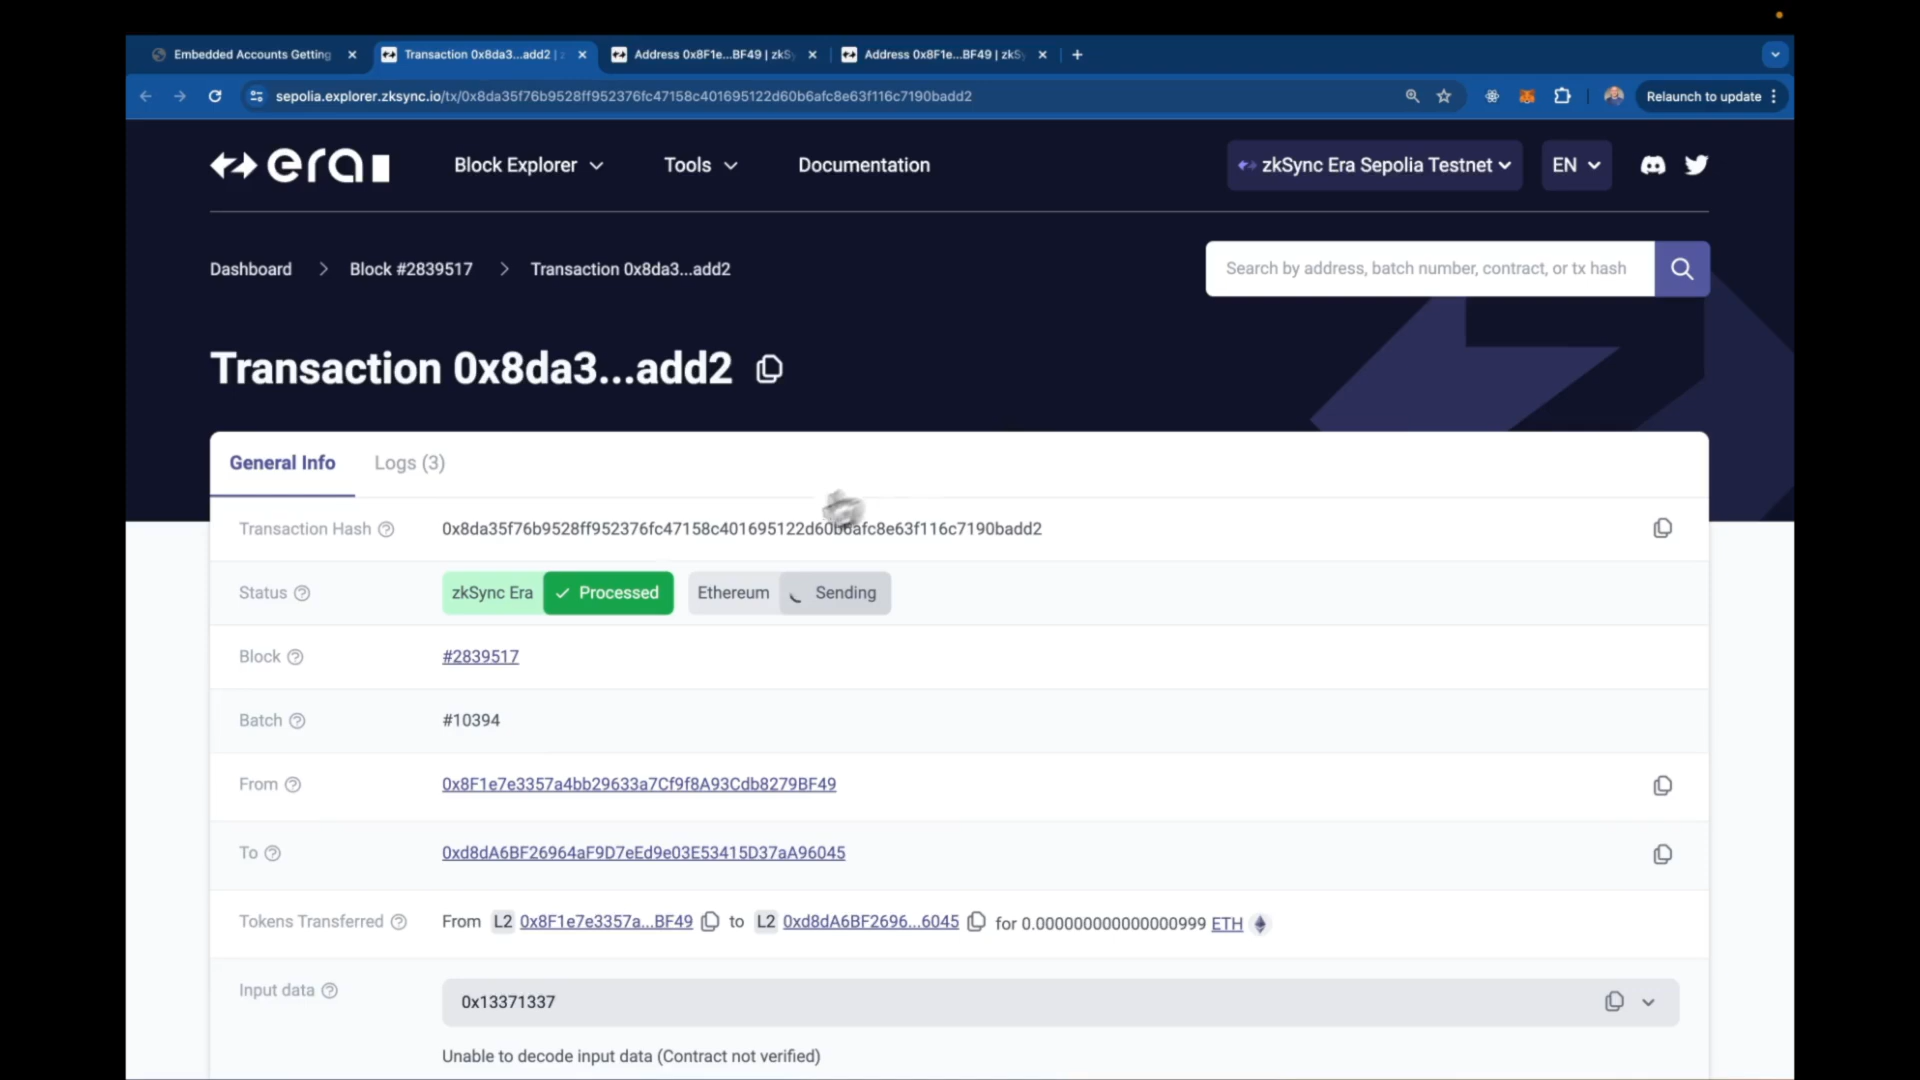 Embedded Accounts Getting
Transaction 0x8da3...add2 |
Address 0x8F1e...BF49 | zkS
Address 0x8F1e...BF49 | zkS
sepolia.explorer.zksync.io/tx/0x8da35f76b9528ff952376fc47158c401695122d60b6afc8e63f116c7190badd2
Relaunch to update
era
Block Explorer
Tools
Documentation
zkSync Era Sepolia Testnet
EN
Dashboard
Block #2839517
Transaction 0x8da3...add2
Search by address, batch number, contract, or tx hash
Transaction 0x8da3...add2
General Info
Logs (3)
Transaction Hash
0x8da35f76b9528ff952376fc47158c401695122d60b6afc8e63f116c7190badd2
Status
zkSync Era
Processed
Ethereum
Sending
Block
#2839517
Batch
#10394
From
0x8F1e7e3357a4bb29633a7Cf9f8A93Cdb8279BF49
To
0xd8dA6BF26964aF9D7eEd9e03E53415D37aA96045
Tokens Transferred
From L2 0x8F1e7e3357a...BF49 to L2 0xd8dA6BF2696...6045 for 0.000000000000000999 ETH
Input data
0x13371337
Unable to decode input data (Contract not verified)